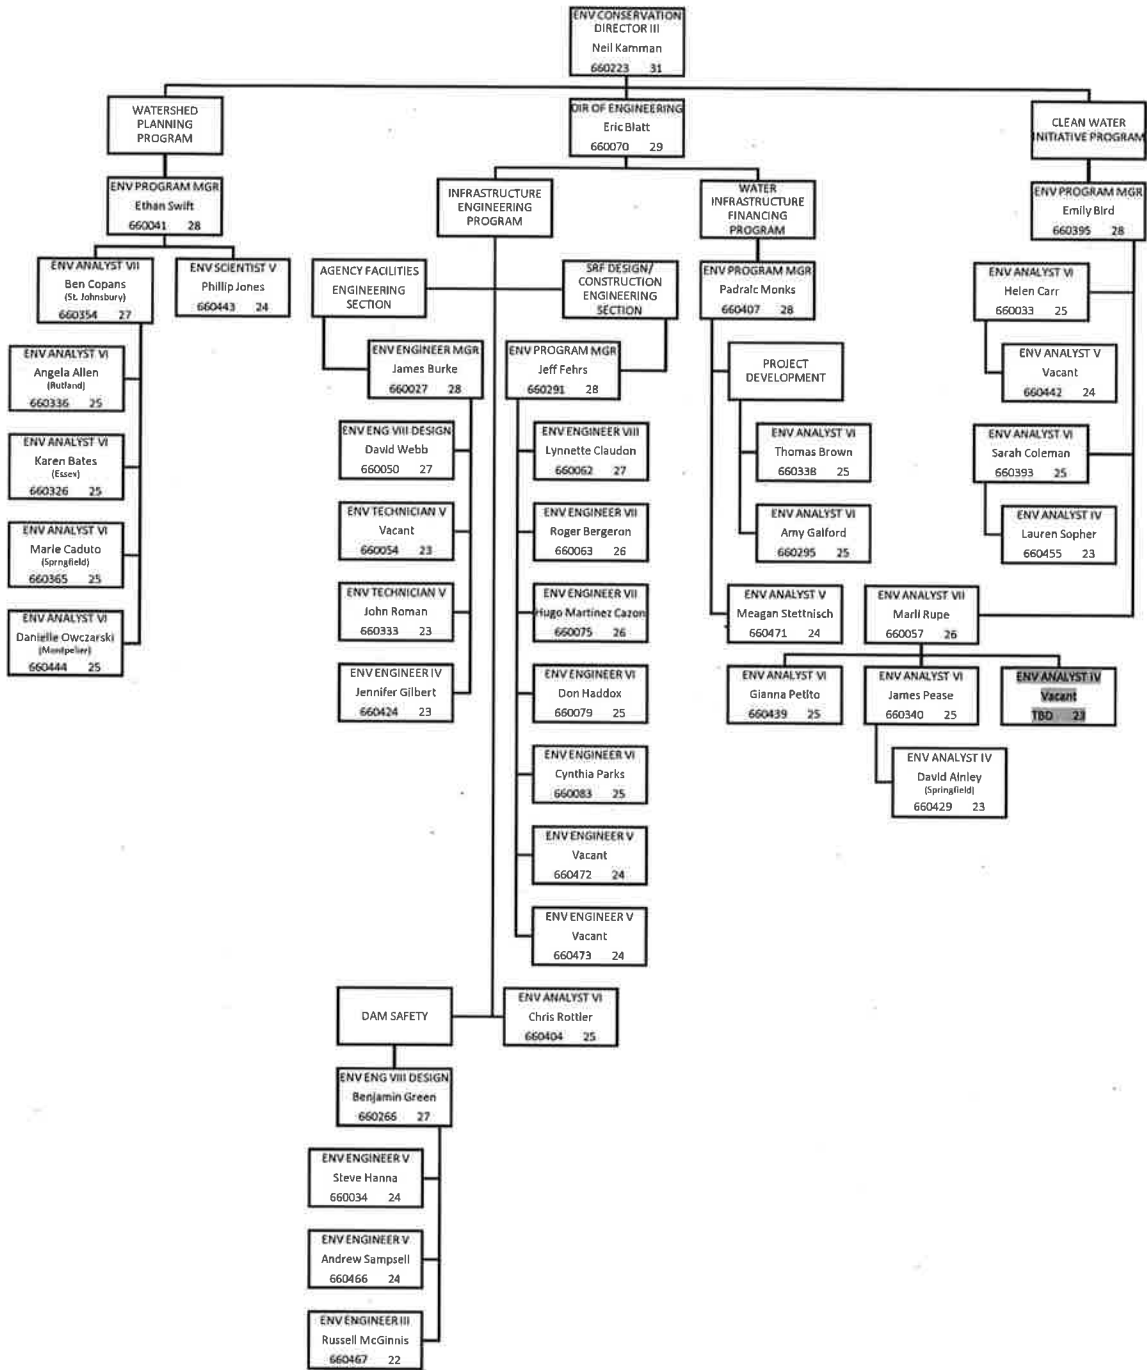 ENV CONSERVATION
DIRECTOR III
Neil Kamman
660223 31
WATERSHED
PLANNING
PROGRAM
DIR OF ENGINEERING
Eric Blatt
660070 29
CLEAN WATER
INITIATIVE PROGRAM
ENV PROGRAM MGR
Ethan Swift
660041 28
INFRASTRUCTURE
ENGINEERING
PROGRAM
WATER
INFRASTRUCTURE
FINANCING
PROGRAM
ENV PROGRAM MGR
Emily Bird
660395 28
ENV ANALYST VII
Ben Copans
(St. Johnsbury)
660354 27
ENV SCIENTIST V
Phillip Jones
660443 24
AGENCY FACILITIES
ENGINEERING
SECTION
SRF DESIGN/
CONSTRUCTION
ENGINEERING
SECTION
ENV PROGRAM MGR
Padraic Monks
660407 28
ENV ANALYST VI
Helen Carr
660033 25
ENV ANALYST VI
Angela Allen
(Rutland)
660336 25
ENV ENGINEER MGR
James Burke
660027 28
ENV PROGRAM MGR
Jeff Fehrs
660291 28
PROJECT
DEVELOPMENT
ENV ANALYST V
Vacant
660442 24
ENV ANALYST VI
Karen Bates
(Essex)
660326 25
ENV ENG VIII DESIGN
David Webb
660050 27
ENV ENGINEER VIII
Lynnette Claudon
660062 27
ENV ANALYST VI
Thomas Brown
660338 25
ENV ANALYST VI
Sarah Coleman
660393 25
ENV ANALYST VI
Marie Caduto
(Sprngfield)
660365 25
ENV TECHNICIAN V
Vacant
660054 23
ENV ENGINEER VII
Roger Bergeron
660063 26
ENV ANALYST VI
Amy Galford
660295 25
ENV ANALYST IV
Lauren Sopher
660455 23
ENV ANALYST VI
Danielle Owczarski
(Montpelier)
660444 25
ENV TECHNICIAN V
John Roman
660333 23
ENV ENGINEER VII
Hugo Martinez Cazon
660075 26
ENV ANALYST V
Meagan Stettnisch
660471 24
ENV ANALYST VII
Marli Rupe
660057 26
ENV ENGINEER IV
Jennifer Gilbert
660424 23
ENV ENGINEER VI
Don Haddox
660079 25
ENV ANALYST VI
Gianna Petito
660439 25
ENV ANALYST VI
James Pease
660340 25
ENV ANALYST IV
Vacant
TBD 23
ENV ENGINEER VI
Cynthia Parks
660083 25
ENV ANALYST IV
David Ainley
(Springfield)
660429 23
ENV ENGINEER V
Vacant
660472 24
ENV ENGINEER V
Vacant
660473 24
DAM SAFETY
ENV ANALYST VI
Chris Rottler
660404 25
ENV ENG VIII DESIGN
Benjamin Green
660266 27
ENV ENGINEER V
Steve Hanna
660034 24
ENV ENGINEER V
Andrew Sampsell
660466 24
ENV ENGINEER III
Russell McGinnis
660467 22